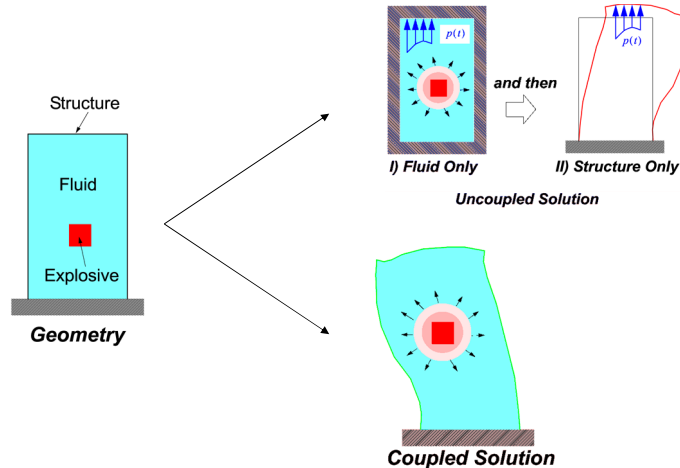 Structure
Fluid
Explosive
Geometry
p(t)
I) Fluid Only
and then
p(t)
II) Structure Only
Uncoupled Solution
Coupled Solution